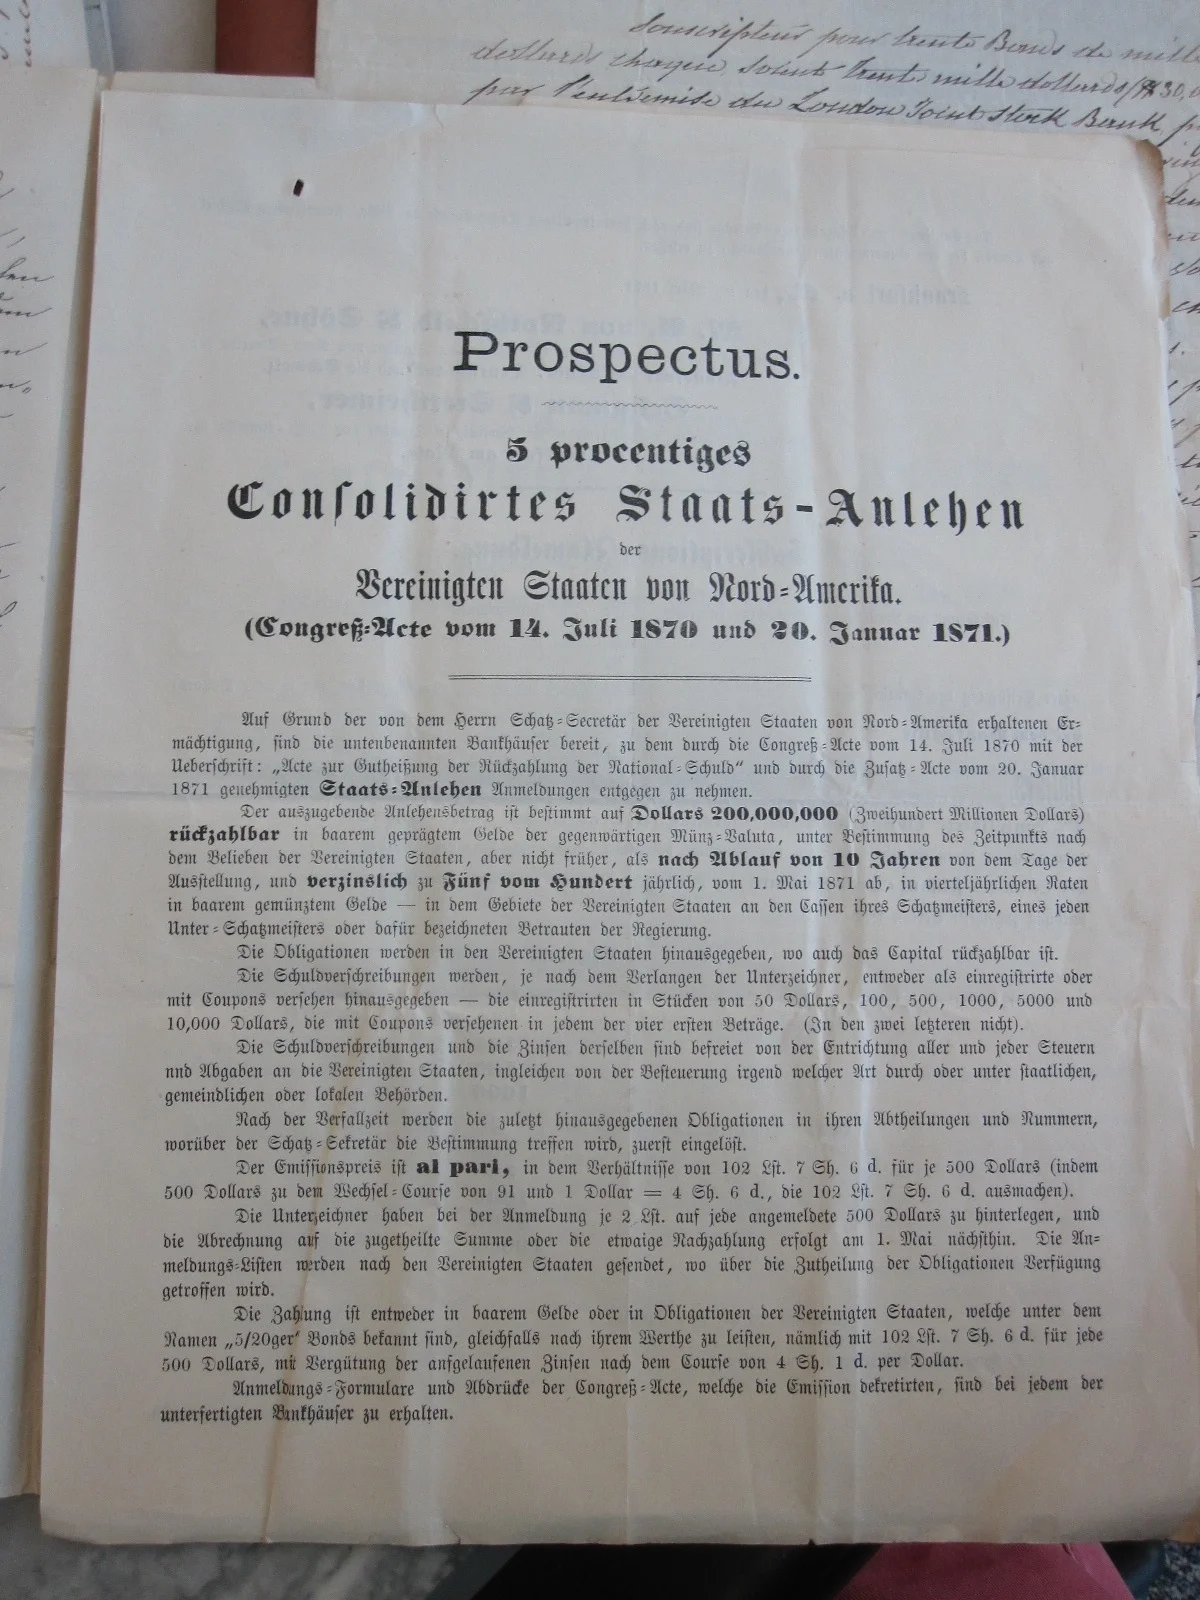 Souscripteur pour trente Bonds de mille
dollards chaque soient trente mille dollards/$30,0
par l'entremise du London Joint Stock Bank,
Prospectus.
5 procentiges
Conſolidirtes Staats-Anlehen
der
Vereinigten Staaten von Nord-Amerika.
(Congreß-Acte vom 14. Juli 1870 und 20. Januar 1871.)
Auf Grund der von dem Herrn Schatz-Secretär der Vereinigten Staaten von Nord-Amerika erhaltenen Er-
mächtigung, ſind die untenbenannten Bankhäuſer bereit, zu dem durch die Congreß-Acte vom 14. Juli 1870 mit der
Ueberſchrift: „Acte zur Gutheißung der Rückzahlung der National-Schuld" und durch die Zuſatz-Acte vom 20. Januar
1871 genehmigten Staats-Anlehen Anmeldungen entgegen zu nehmen.
Der auszugebende Anlehensbetrag iſt beſtimmt auf Dollars 200,000,000 (Zweihundert Millionen Dollars)
rückzahlbar in baarem geprägtem Gelde der gegenwärtigen Münz-Valuta, unter Beſtimmung des Zeitpunkts nach
dem Belieben der Vereinigten Staaten, aber nicht früher, als nach Ablauf von 10 Jahren von dem Tage der
Ausſtellung, und verzinslich zu Fünf vom Hundert jährlich, vom 1. Mai 1871 ab, in vierteljährlichen Raten
in baarem gemünztem Gelde — in dem Gebiete der Vereinigten Staaten an den Caſſen ihres Schatzmeiſters, eines jeden
Unter-Schatzmeiſters oder dafür bezeichneten Betrauten der Regierung.
Die Obligationen werden in den Vereinigten Staaten hinausgegeben, wo auch das Capital rückzahlbar iſt.
Die Schuldverſchreibungen werden, je nach dem Verlangen der Unterzeichner, entweder als einregiſtrirte oder
mit Coupons verſehen hinausgegeben — die einregiſtrirten in Stücken von 50 Dollars, 100, 500, 1000, 5000 und
10,000 Dollars, die mit Coupons verſehenen in jedem der vier erſten Beträge. (In den zwei letzteren nicht).
Die Schuldverſchreibungen und die Zinſen derſelben ſind befreiet von der Entrichtung aller und jeder Steuern
nnd Abgaben an die Vereinigten Staaten, ingleichen von der Beſteuerung irgend welcher Art durch oder unter ſtaatlichen,
gemeindlichen oder lokalen Behörden.
Nach der Verfallzeit werden die zuletzt hinausgegebenen Obligationen in ihren Abtheilungen und Nummern,
worüber der Schatz-Sekretär die Beſtimmung treffen wird, zuerſt eingelöſt.
Der Emiſſionspreis iſt al pari, in dem Verhältniſſe von 102 Lſt. 7 Sh. 6 d. für je 500 Dollars (indem
500 Dollars zu dem Wechſel-Courſe von 91 und 1 Dollar = 4 Sh. 6 d., die 102 Lſt. 7 Sh. 6 d. ausmachen).
Die Unterzeichner haben bei der Anmeldung je 2 Lſt. auf jede angemeldete 500 Dollars zu hinterlegen, und
die Abrechnung auf die zugetheilte Summe oder die etwaige Nachzahlung erfolgt am 1. Mai nächſthin. Die An-
meldungs-Liſten werden nach den Vereinigten Staaten geſendet, wo über die Zutheilung der Obligationen Verfügung
getroffen wird.
Die Zahlung iſt entweder in baarem Gelde oder in Obligationen der Vereinigten Staaten, welche unter dem
Namen „5/20ger" Bonds bekannt ſind, gleichfalls nach ihrem Werthe zu leiſten, nämlich mit 102 Lſt. 7 Sh. 6 d. für jede
500 Dollars, mit Vergütung der anfgelaufenen Zinſen nach dem Courſe von 4 Sh. 1 d. per Dollar.
Anmeldungs-Formulare und Abdrücke der Congreß-Acte, welche die Emiſſion dekretirten, ſind bei jedem der
unterfertigten Bankhäuſer zu erhalten.